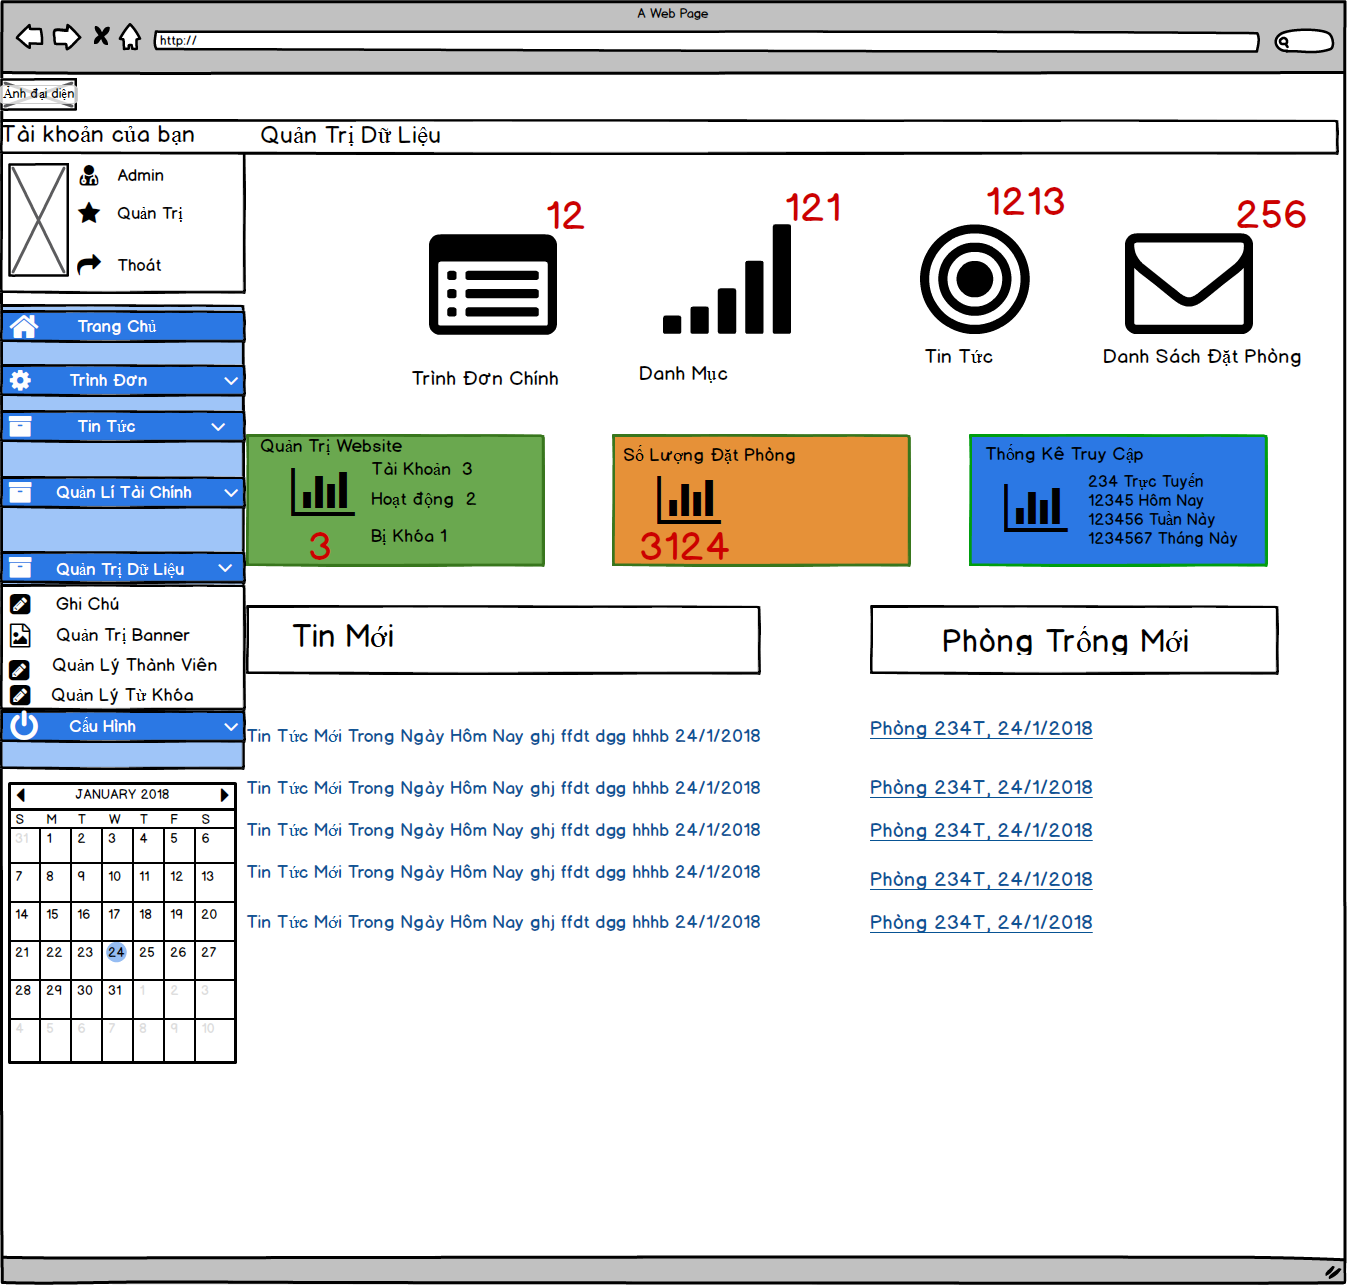 A Web Page
http://
Ảnh đại diện
Tài khoản của bạn
Quản Trị Dữ Liệu
Admin
Quản Trị
Thoát
12
121
1213
256
Trình Đơn Chính
Danh Mục
Tin Tức
Danh Sách Đặt Phòng
Trang Chủ
Trình Đơn
Tin Tức
Quản Lí Tài Chính
Quản Trị Dữ Liệu
Ghi Chú
Quản Trị Banner
Quản Lý Thành Viên
Quản Lý Từ Khóa
Cấu Hình
Quản Trị Website
Tài Khoản 3
Hoạt động 2
Bị Khóa 1
3
Số Lượng Đặt Phòng
3124
Thống Kê Truy Cập
234 Trực Tuyến
12345 Hôm Nay
123456 Tuần Này
1234567 Tháng Này
Tin Mới
Phòng Trống Mới
Tin Tức Mới Trong Ngày Hôm Nay ghj ffdt dgg hhhb 24/1/2018
Tin Tức Mới Trong Ngày Hôm Nay ghj ffdt dgg hhhb 24/1/2018
Tin Tức Mới Trong Ngày Hôm Nay ghj ffdt dgg hhhb 24/1/2018
Tin Tức Mới Trong Ngày Hôm Nay ghj ffdt dgg hhhb 24/1/2018
Tin Tức Mới Trong Ngày Hôm Nay ghj ffdt dgg hhhb 24/1/2018
Phòng 234T, 24/1/2018
Phòng 234T, 24/1/2018
Phòng 234T, 24/1/2018
Phòng 234T, 24/1/2018
Phòng 234T, 24/1/2018
JANUARY 2018
S M T W T F S
31 1 2 3 4 5 6
7 8 9 10 11 12 13
14 15 16 17 18 19 20
21 22 23 24 25 26 27
28 29 30 31 1 2 3
4 5 6 7 8 9 10